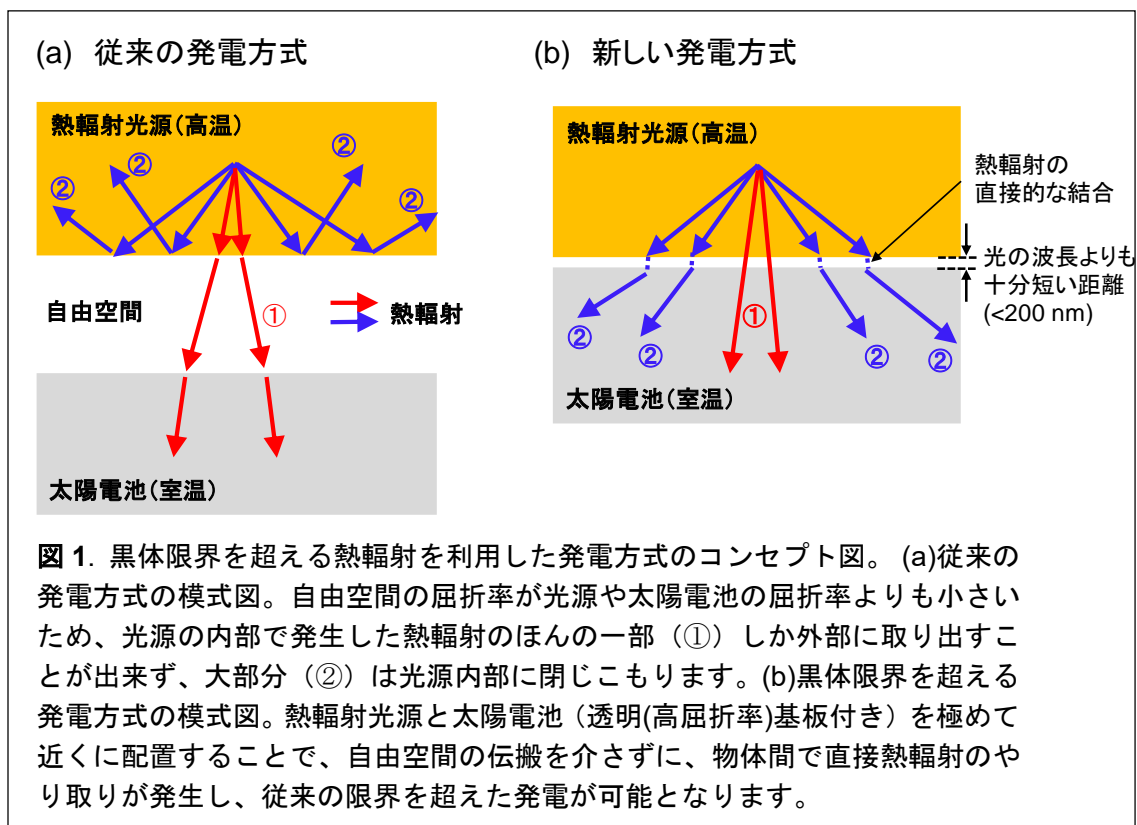 (a) 従来の発電方式
(b) 新しい発電方式
熱輻射光源(高温)
②
②
②
②
自由空間
①
熱輻射
太陽電池(室温)
熱輻射光源(高温)
熱輻射の
直接的な結合
光の波長よりも
十分短い距離
(<200 nm)
②
②
①
②
②
太陽電池(室温)
図 1. 黒体限界を超える熱輻射を利用した発電方式のコンセプト図。 (a)従来の
発電方式の模式図。自由空間の屈折率が光源や太陽電池の屈折率よりも小さい
ため、光源の内部で発生した熱輻射のほんの一部（①）しか外部に取り出すこ
とが出来ず、大部分（②）は光源内部に閉じこもります。(b)黒体限界を超える
発電方式の模式図。熱輻射光源と太陽電池（透明(高屈折率)基板付き）を極めて
近くに配置することで、自由空間の伝搬を介さずに、物体間で直接熱輻射のや
り取りが発生し、従来の限界を超えた発電が可能となります。